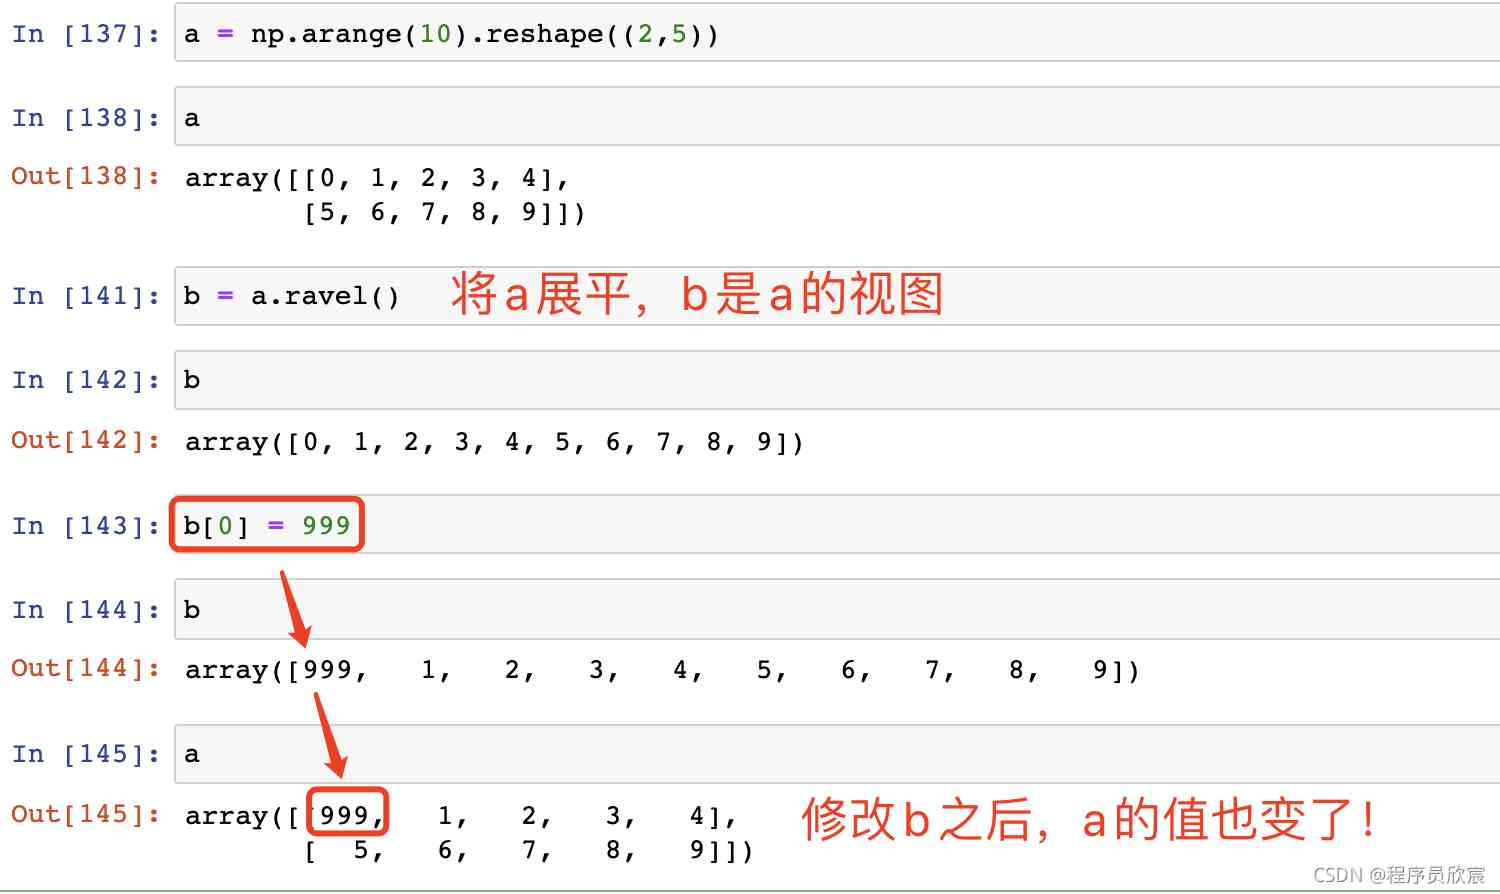 In [137]: a = np.arange(10).reshape((2,5))
In [138]: a
Out[138]: array([[0, 1, 2, 3, 4],
[5, 6, 7, 8, 9]])
In [141]: b = a.ravel() 将a展平，b是a的视图
In [142]: b
Out[142]: array([0, 1, 2, 3, 4, 5, 6, 7, 8, 9])
In [143]: b[0] = 999
In [144]: b
Out[144]: array([999, 1, 2, 3, 4, 5, 6, 7, 8, 9])
In [145]: a
Out[145]: array([[999, 1, 2, 3, 4],
[ 5, 6, 7, 8, 9]])
修改b之后，a的值也变了！
CSDN @程序员欣宸